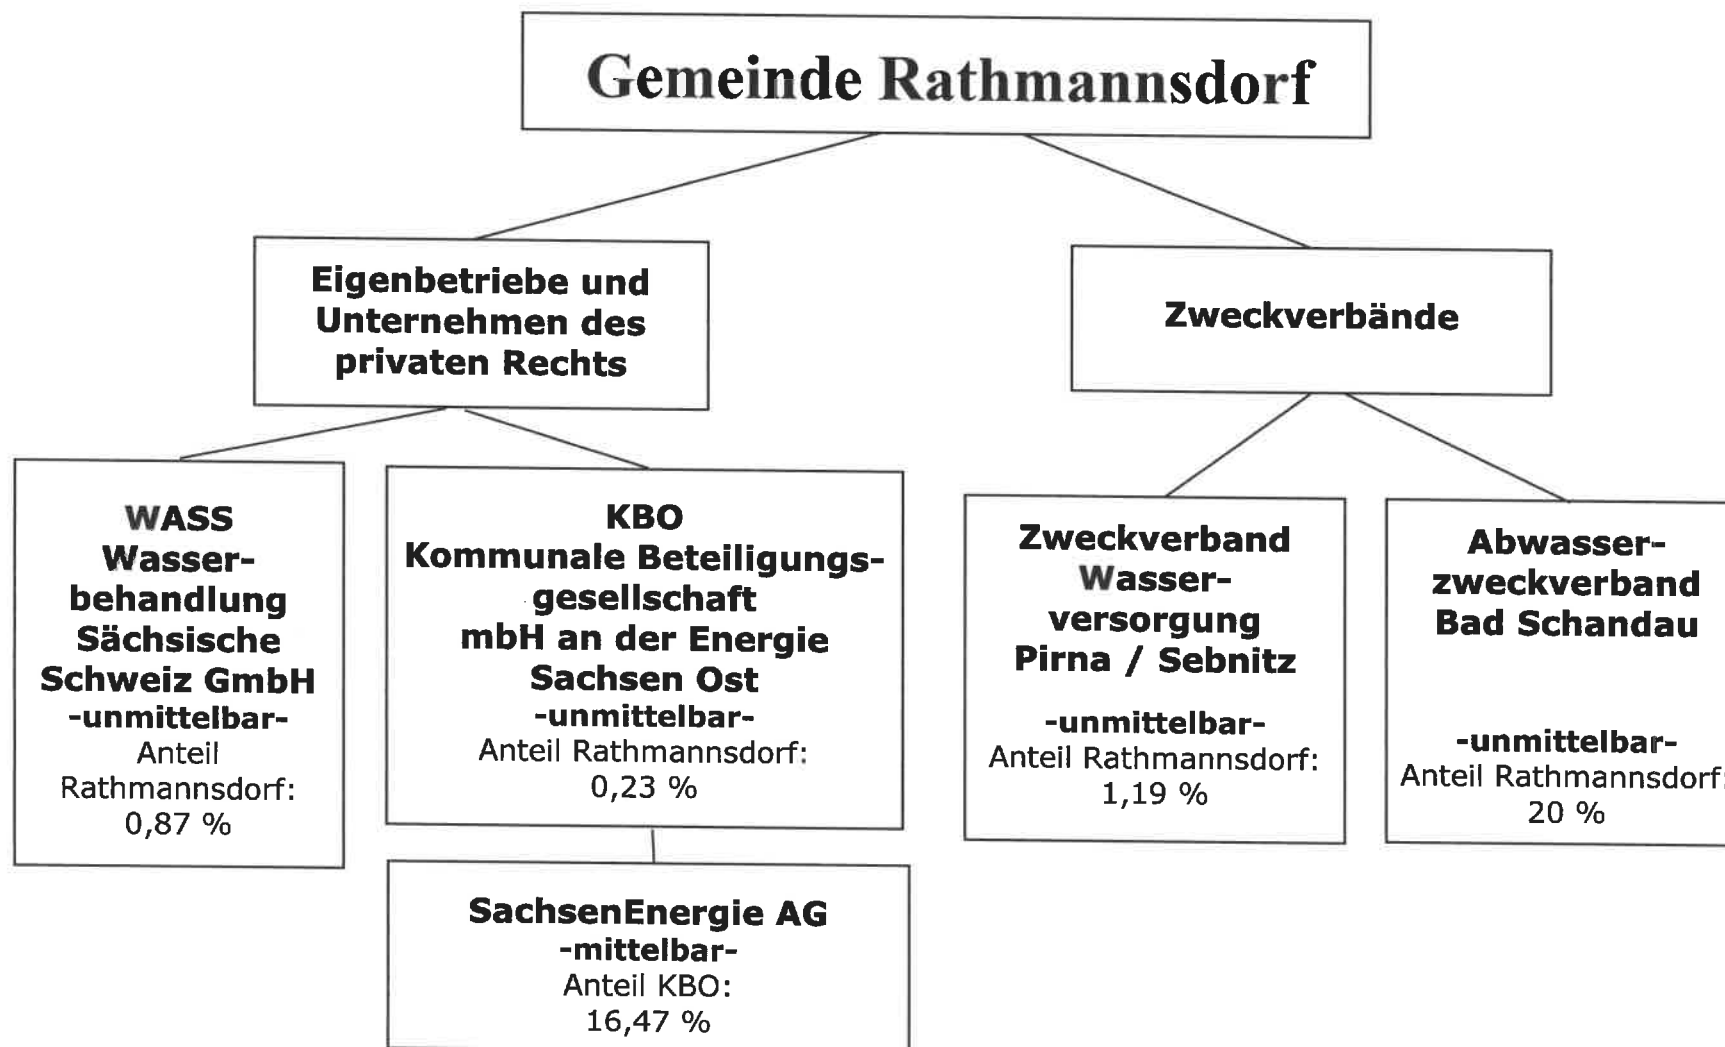 Gemeinde Rathmannsdorf
Eigenbetriebe und
Unternehmen des
privaten Rechts
Zweckverbände
WASS
Wasser-
behandlung
Sächsische
Schweiz GmbH
-unmittelbar-
Anteil
Rathmannsdorf:
0,87 %
KBO
Kommunale Beteiligungs-
gesellschaft
mbH an der Energie
Sachsen Ost
-unmittelbar-
Anteil Rathmannsdorf:
0,23 %
Zweckverband
Wasser-
versorgung
Pirna / Sebnitz
-unmittelbar-
Anteil Rathmannsdorf:
1,19 %
Abwasser-
zweckverband
Bad Schandau
-unmittelbar-
Anteil Rathmannsdorf:
20 %
SachsenEnergie AG
-mittelbar-
Anteil KBO:
16,47 %